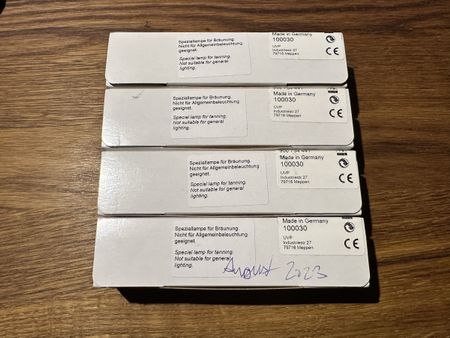 Speziallampe für Bräunung.
Nicht für Allgemeinbeleuchtung
geeignet.
Special lamp for tanning.
Not suitable for general
lighting.
Made in Germany
100030
UVP
Industriestr. 27
79716 Meppen
CE
Speziallampe für Bräunung.
Nicht für Allgemeinbeleuchtung
geeignet.
Special lamp for tanning.
Not suitable for general
lighting.
Made in Germany
100030
UVP
Industriestr. 27
79716 Meppen
CE
Speziallampe für Bräunung.
Nicht für Allgemeinbeleuchtung
geeignet.
Special lamp for tanning.
Not suitable for general
lighting.
Made in Germany
100030
UVP
Industriestr. 27
79716 Meppen
CE
Speziallampe für Bräunung.
Nicht für Allgemeinbeleuchtung
geeignet.
Special lamp for tanning.
Not suitable for general
lighting.
Made in Germany
100030
UVP
Industriestr. 27
79716 Meppen
CE
August 2023